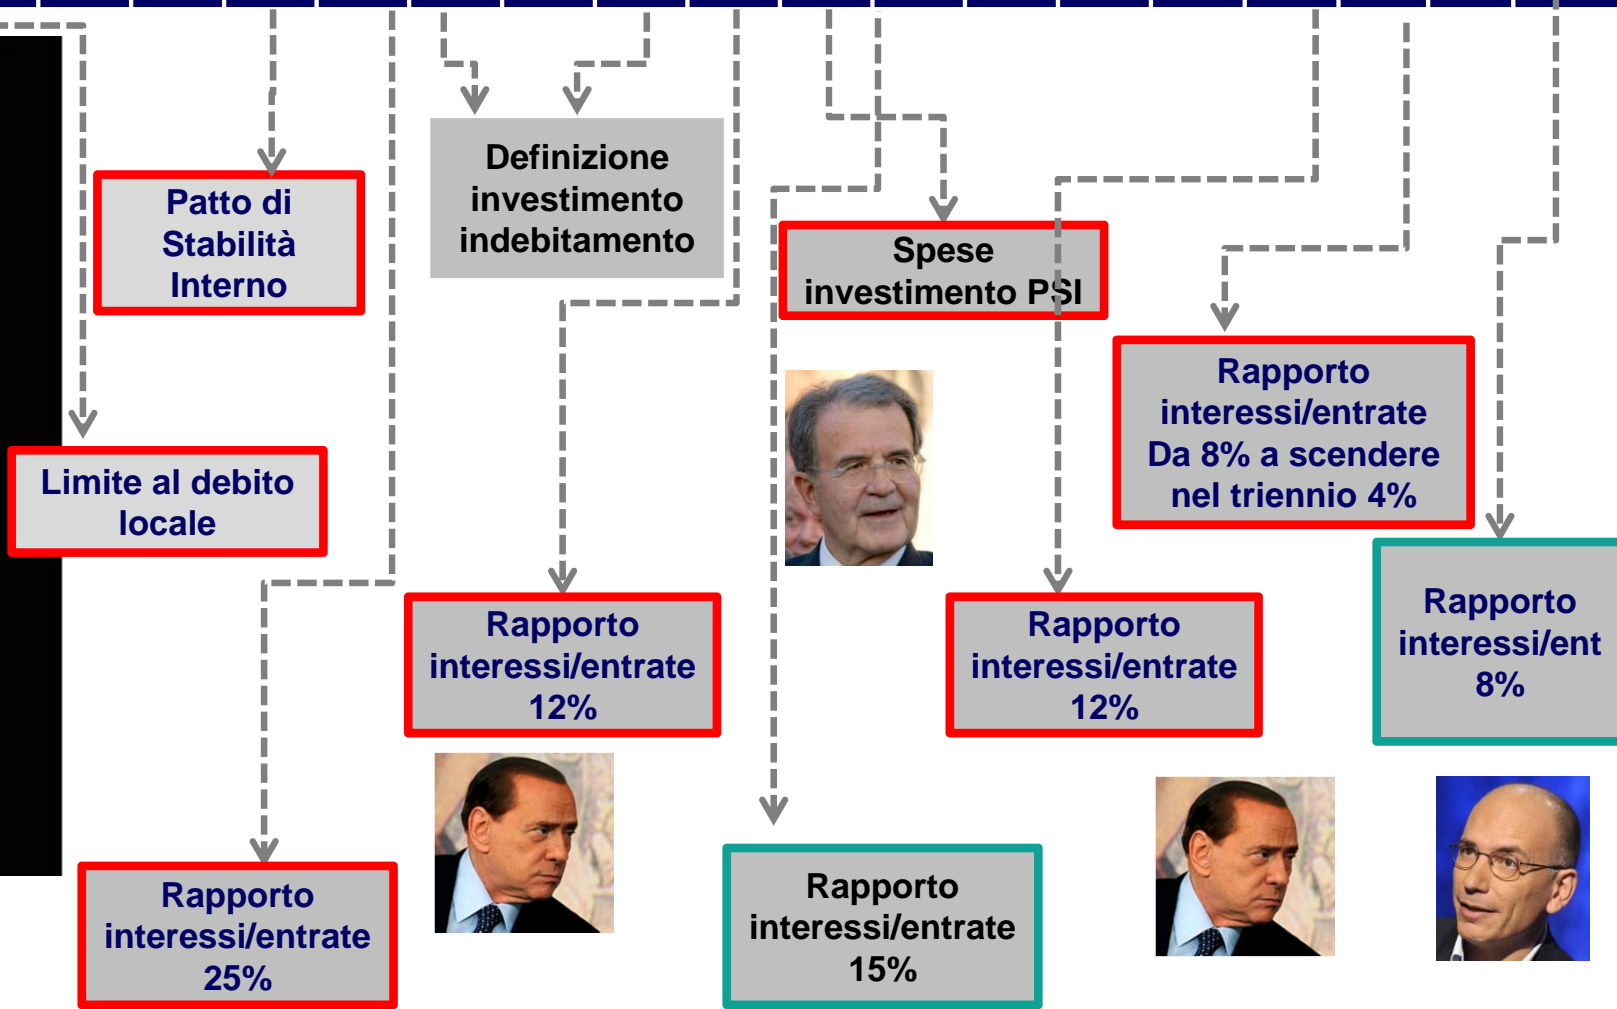 Patto di
Stabilità
Interno
Definizione
investimento
indebitamento
Spese
investimento PSI
Rapporto
interessi/entrate
Da 8% a scendere
nel triennio 4%
Limite al debito
locale
Rapporto
interessi/entrate
12%
Rapporto
interessi/entrate
12%
Rapporto
interessi/ent
8%
Rapporto
interessi/entrate
25%
Rapporto
interessi/entrate
15%